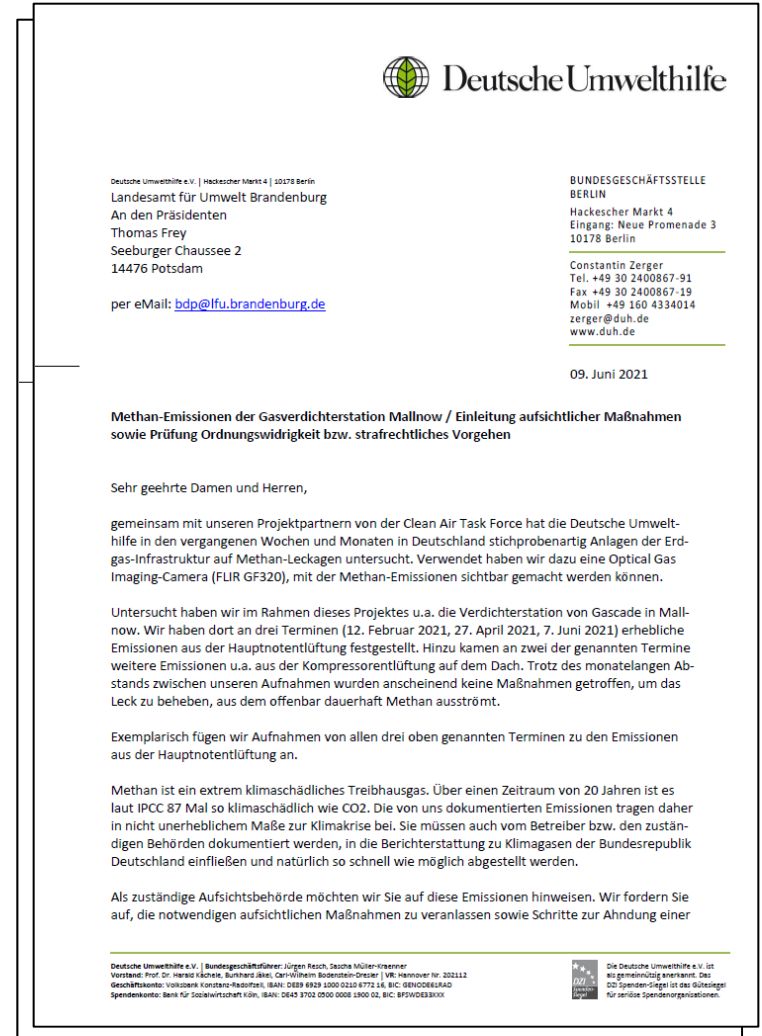 Deutsche Umwelthilfe
Deutsche Umwelthilfe e.V. | Hackescher Markt 4 | 10178 Berlin
Landesamt für Umwelt Brandenburg
An den Präsidenten
Thomas Frey
Seeburger Chaussee 2
14476 Potsdam
per eMail: bdp@lfu.brandenburg.de
BUNDESGESCHÄFTSSTELLE
BERLIN
Hackescher Markt 4
Eingang: Neue Promenade 3
10178 Berlin
Constantin Zerger
Tel. +49 30 2400867-91
Fax +49 30 2400867-19
Mobil +49 160 4334014
zerger@duh.de
www.duh.de
09. Juni 2021
Methan-Emissionen der Gasverdichterstation Mallnow / Einleitung aufsichtlicher Maßnahmen
sowie Prüfung Ordnungswidrigkeit bzw. strafrechtliches Vorgehen
Sehr geehrte Damen und Herren,
gemeinsam mit unseren Projektpartnern von der Clean Air Task Force hat die Deutsche Umwelt-
hilfe in den vergangenen Wochen und Monaten in Deutschland stichprobenartig Anlagen der Erd-
gas-Infrastruktur auf Methan-Leckagen untersucht. Verwendet haben wir dazu eine Optical Gas
Imaging-Camera (FLIR GF320), mit der Methan-Emissionen sichtbar gemacht werden können.
Untersucht haben wir im Rahmen dieses Projektes u.a. die Verdichterstation von Gascade in Mall-
now. Wir haben dort an drei Terminen (12. Februar 2021, 27. April 2021, 7. Juni 2021) erhebliche
Emissionen aus der Hauptnotentlüftung festgestellt. Hinzu kamen an zwei der genannten Termine
weitere Emissionen u.a. aus der Kompressorentlüftung auf dem Dach. Trotz des monatelangen Ab-
stands zwischen unseren Aufnahmen wurden anscheinend keine Maßnahmen getroffen, um das
Leck zu beheben, aus dem offenbar dauerhaft Methan ausströmt.
Exemplarisch fügen wir Aufnahmen von allen drei oben genannten Terminen zu den Emissionen
aus der Hauptnotentlüftung an.
Methan ist ein extrem klimaschädliches Treibhausgas. Über einen Zeitraum von 20 Jahren ist es
laut IPCC 87 Mal so klimaschädlich wie CO2. Die von uns dokumentierten Emissionen tragen daher
in nicht unerheblichem Maße zur Klimakrise bei. Sie müssen auch vom Betreiber bzw. den zustän-
digen Behörden dokumentiert werden, in die Berichterstattung zu Klimagasen der Bundesrepublik
Deutschland einfließen und natürlich so schnell wie möglich abgestellt werden.
Als zuständige Aufsichtsbehörde möchten wir Sie auf diese Emissionen hinweisen. Wir fordern Sie
auf, die notwendigen aufsichtlichen Maßnahmen zu veranlassen sowie Schritte zur Ahndung einer
Deutsche Umwelthilfe e.V. | Bundesgeschäftsführer: Jürgen Resch, Sascha Müller-Kraenner
Vorstand: Prof. Dr. Harald Kächele, Burkhard Jäkel, Carl-Wilhelm Bodenstein-Dresler | VR: Hannover Nr. 202112
Geschäftskonto: Volksbank Konstanz-Radolfzell, IBAN: DE89 6929 1000 0210 6772 16, BIC: GENODE61RAD
Spendenkonto: Bank für Sozialwirtschaft Köln, IBAN: DE45 3702 0500 0008 1900 02, BIC: BFSWDE33XXX
DZI
Spenden-
Siegel
Die Deutsche Umwelthilfe e.V. ist
als gemeinnützig anerkannt. Das
DZI Spenden-Siegel ist das Gütesiegel
für seriöse Spendenorganisationen.